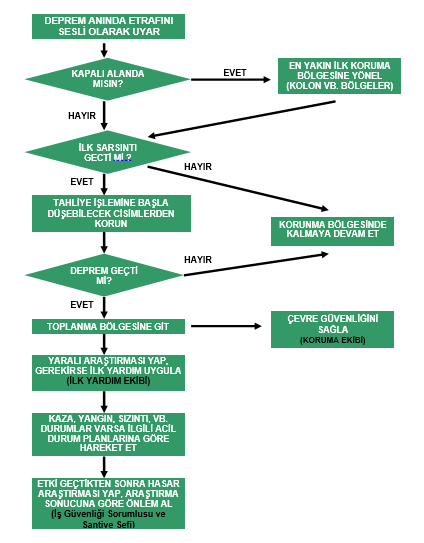 DEPREM ANINDA ETRAFINI
SESLİ OLARAK UYAR
KAPALI ALANDA
MISIN?
EVET
EN YAKIN İLK KORUMA
BÖLGESİNE YÖNEL
(KOLON VB. BÖLGELER)
HAYIR
İLK SARSINTI
GECTİ Mİ ?
HAYIR
EVET
TAHLİYE İŞLEMINE BAŞLA
DÜŞEBİLECEK CİSİMLERDEN
KORUN
KORUNMA BÖLGESİNDE
KALMAYA DEVAM ET
DEPREM GEÇTİ
Mİ?
HAYIR
EVET
TOPLANMA BÖLGESİNE GİT
ÇEVRE GÜVENLİĞİNİ
SAĞLA
(KORUMA EKİBİ)
YARALI ARAŞTIRMASI YAP,
GEREKİRSE İLK YARDIM UYGULA
(İLK YARDIM EKİBİ)
KAZA, YANGIN, SIZINTI, VB.
DURUMLAR VARSA İLGİLİ ACİL
DURUM PLANLARINA GÖRE
HAREKET ET
ETKİ GEÇTİKTEN SONRA HASAR
ARAŞTIRMASI YAP, ARAŞTIRMA
SONUCUNA GÖRE ÖNLEM AL
(İş Güvenliği Sorumlusu ve
Şantiye Şefi)